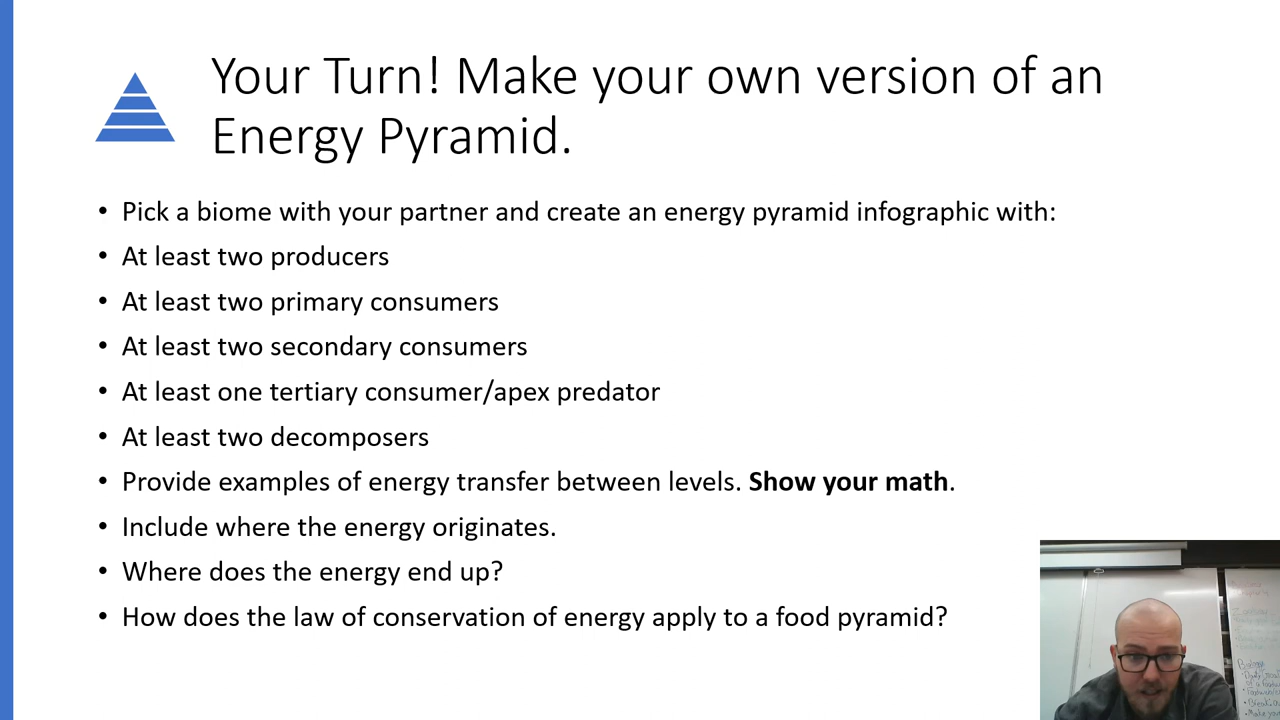 Your Turn! Make your own version of an
Energy Pyramid.
• Pick a biome with your partner and create an energy pyramid infographic with:
• At least two producers
• At least two primary consumers
• At least two secondary consumers
• At least one tertiary consumer/apex predator
• At least two decomposers
• Provide examples of energy transfer between levels. Show your math.
• Include where the energy originates.
• Where does the energy end up?
• How does the law of conservation of energy apply to a food pyramid?
Biology